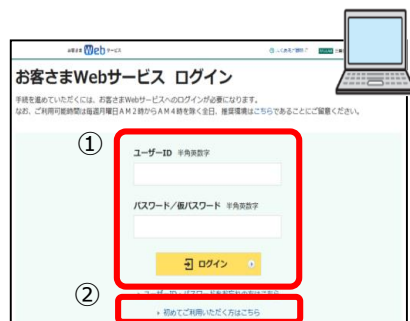 お客さま Web サービス
お客さまWebサービス ログイン
手続を進めていただくには、お客さまWebサービスへのログインが必要になります。
なお、ご利用可能時間は毎週月曜日ＡＭ２時からＡＭ４時を除く全日、推奨環境はこちらであることにご留意ください。
①
ユーザーID 半角英数字
パスワード／仮パスワード 半角英数字
ログイン
②
初めてご利用いただく方はこちら